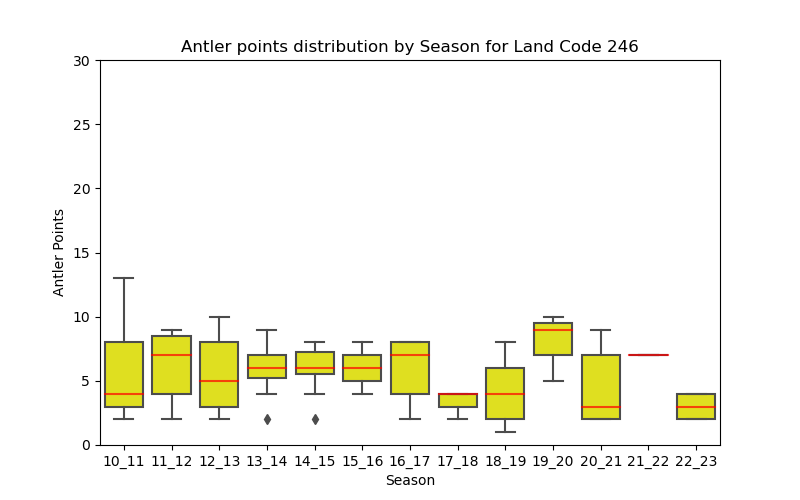 Antler points distribution by Season for Land Code 246
30
25
20
15
10
5
0
Antler Points
10_11 11_12 12_13 13_14 14_15 15_16 16_17 17_18 18_19 19_20 20_21 21_22 22_23
Season